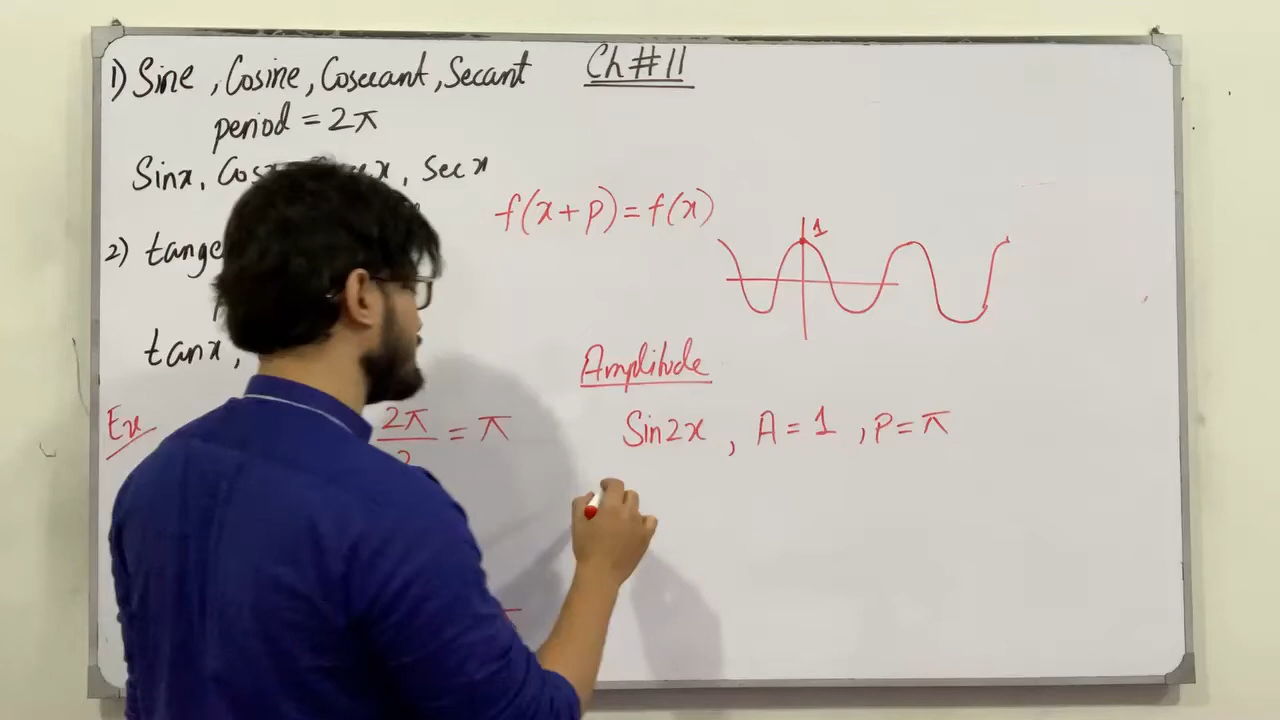 Ch#11
1) Sine, Cosine, Cosecant, Secant
period = 2π
Sinx, Cosx, x, Sec x
f(x+p)=f(x)
1
2) tange
tanx,
Amplitude
Ex
2π/2 = π
Sin2x, A=1, P=π